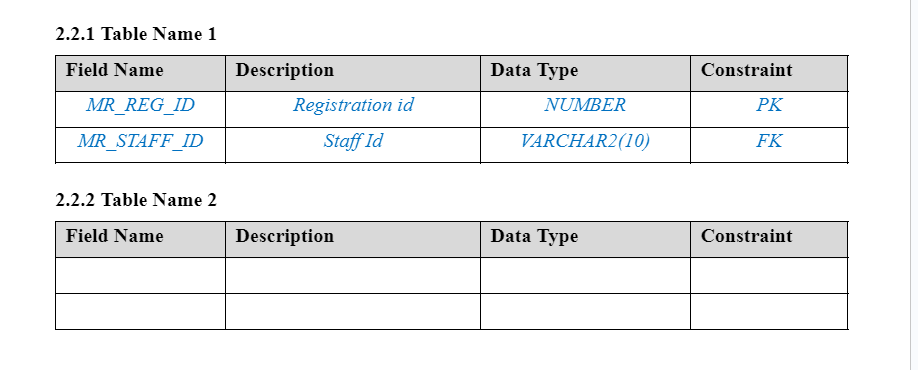 2.2.1 Table Name 1
Field Name Description Data Type Constraint
MR_REG_ID Registration id NUMBER PK
MR_STAFF_ID Staff Id VARCHAR2(10) FK
2.2.2 Table Name 2
Field Name Description Data Type Constraint